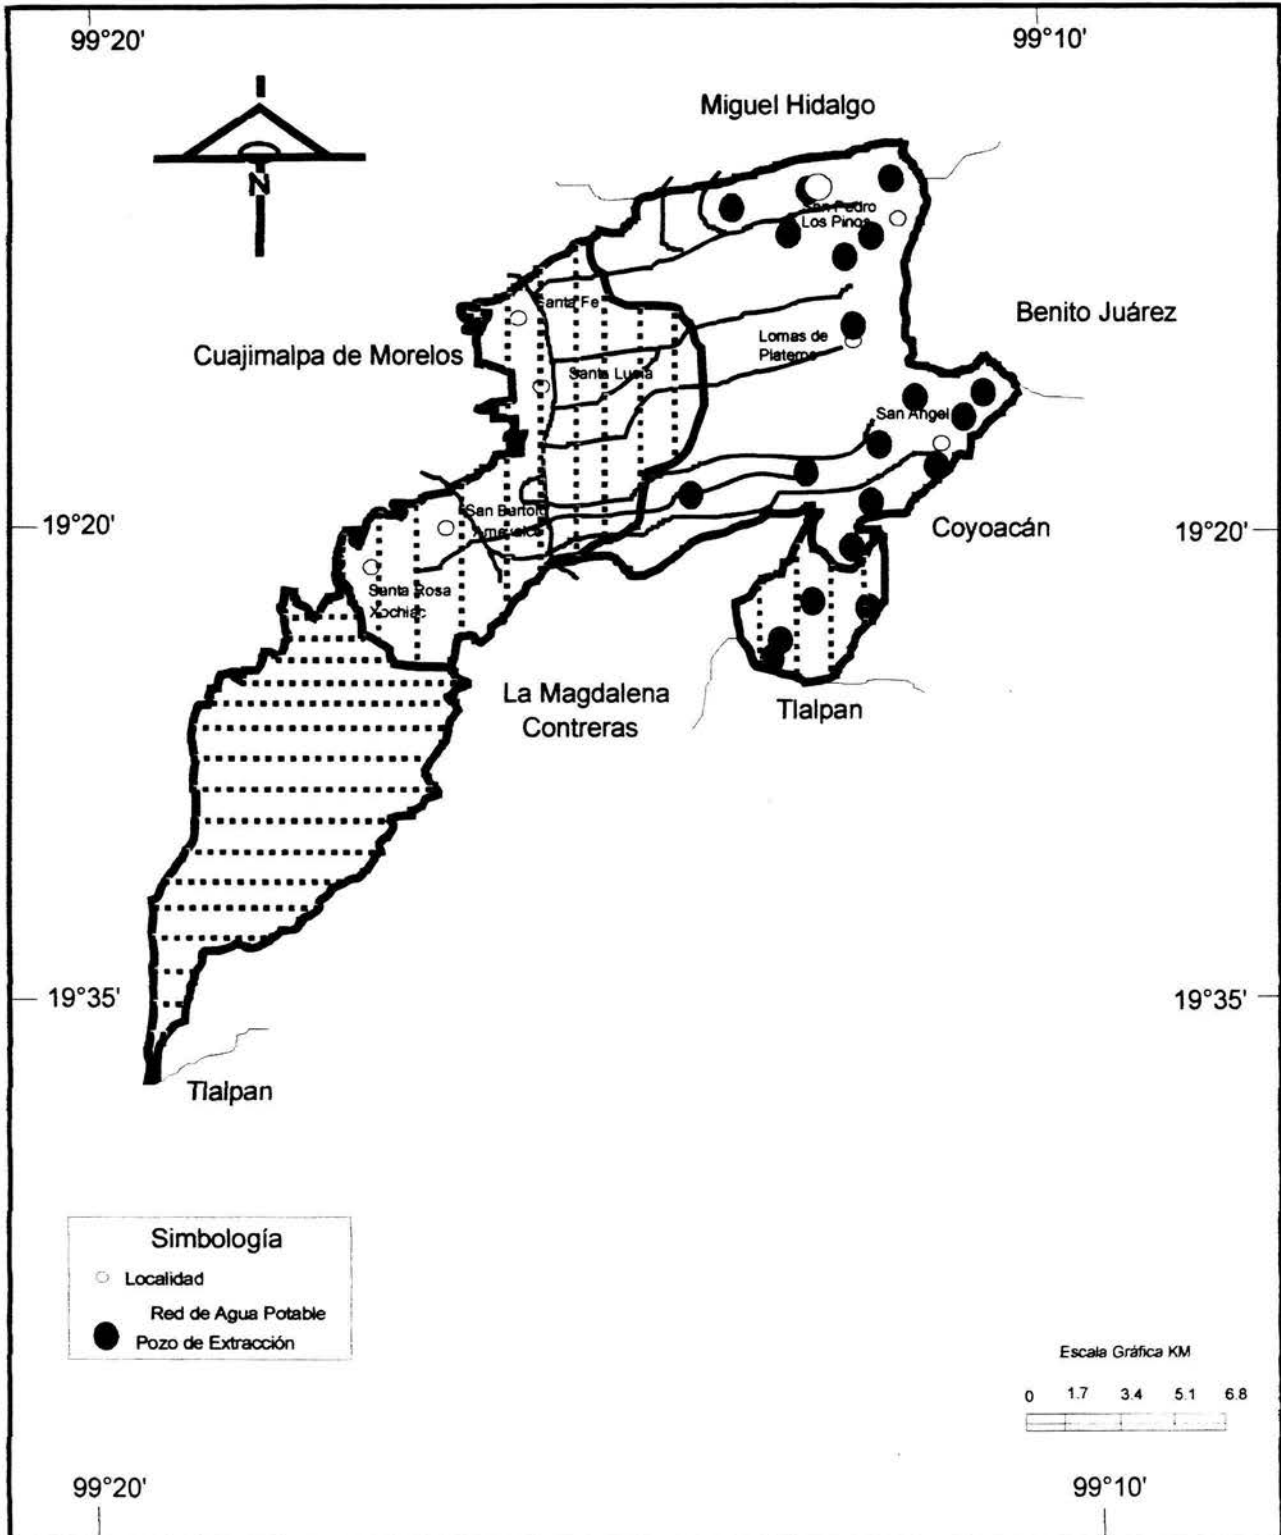 99°20'
99°10'
Miguel Hidalgo
N
San Pedro
Los Pinos
Santa Fe
Benito Juárez
Cuajimalpa de Morelos
Lomas de
Plateros
Santa Lucía
San Angel
San Bartolo
Ameyalco
19°20'
Coyoacán
19°20'
Santa Rosa
Xochiac
La Magdalena
Contreras
Tlalpan
19°35'
19°35'
Tlalpan
Simbología
Localidad
Red de Agua Potable
Pozo de Extracción
Escala Gráfica KM
0 1.7 3.4 5.1 6.8
99°20'
99°10'